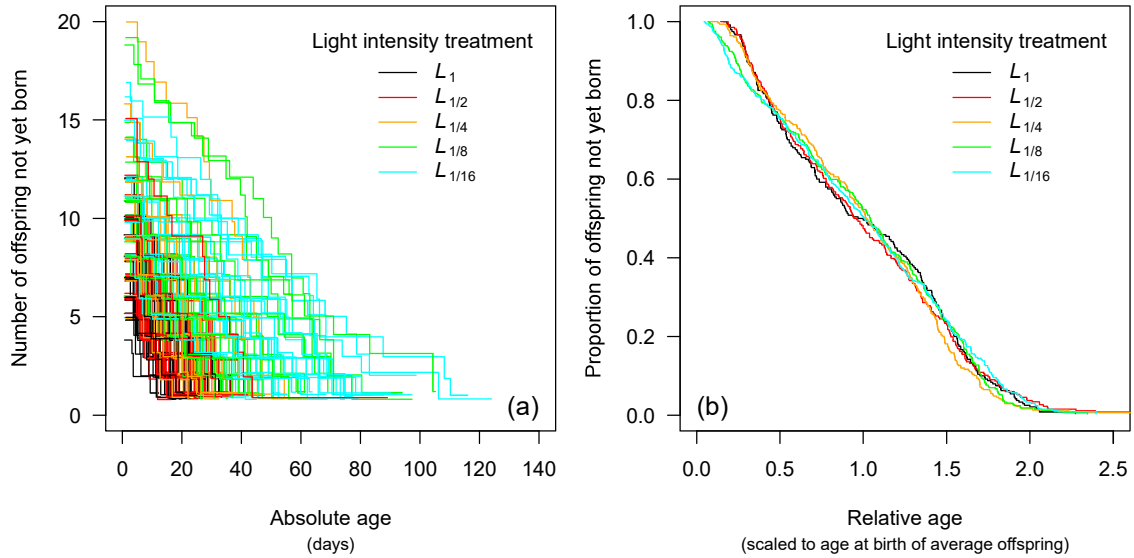 20
15
10
5
0
Number of offspring not yet born
Light intensity treatment
L1
L1/2
L1/4
L1/8
L1/16
(a)
0 20 40 60 80 100 120 140
Absolute age
(days)
1.0
0.8
0.6
0.4
0.2
0.0
Proportion of offspring not yet born
Light intensity treatment
L1
L1/2
L1/4
L1/8
L1/16
(b)
0.0 0.5 1.0 1.5 2.0 2.5
Relative age
(scaled to age at birth of average offspring)